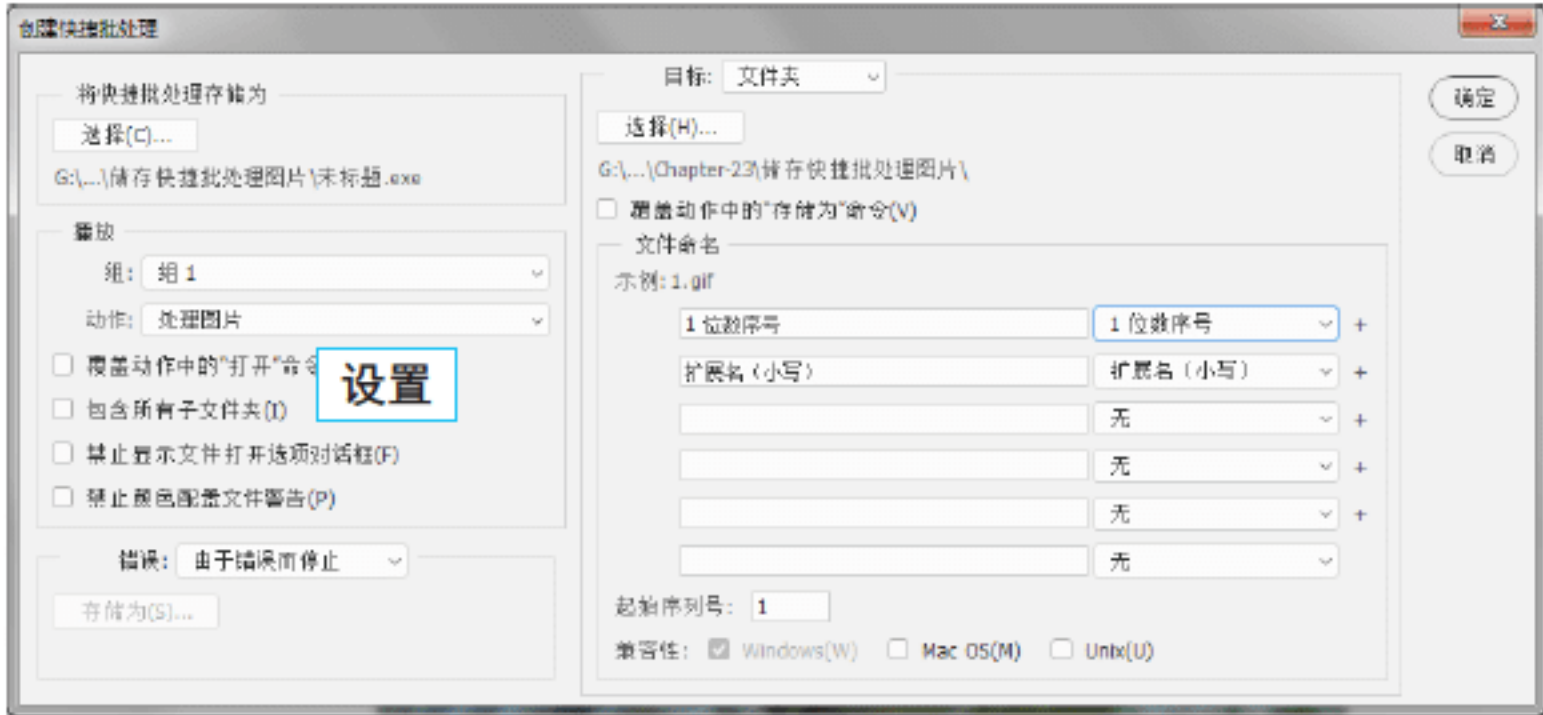 创建快捷批处理
将快捷批处理存储为
选择(C)...
G:\...\储存快捷批处理图片\未标题.exe
播放
组: 组 1
动作: 处理图片
覆盖动作中的"打开"命令
设置
包含所有子文件夹(I)
禁止显示文件打开选项对话框(F)
禁止颜色配置文件警告(P)
错误: 由于错误而停止
存储为(S)...
目标: 文件夹
选择(H)...
G:\...\Chapter-23\储存快捷批处理图片\
覆盖动作中的"存储为"命令(V)
文件命名
示例: 1.gif
1 位数序号 1 位数序号 +
扩展名（小写） 扩展名（小写） +
无 +
无 +
无 +
无
起始序列号: 1
兼容性: Windows(W) Mac OS(M) Unix(U)
确定
取消